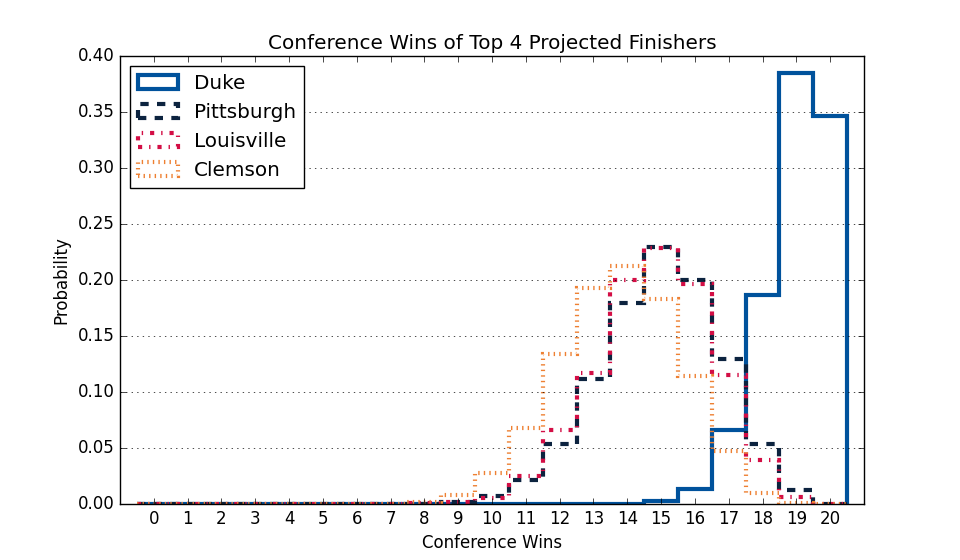 Conference Wins of Top 4 Projected Finishers
0.40
0.35
0.30
0.25
0.20
0.15
0.10
0.05
0.00
Probability
Duke
Pittsburgh
Louisville
Clemson
0 1 2 3 4 5 6 7 8 9 10 11 12 13 14 15 16 17 18 19 20
Conference Wins